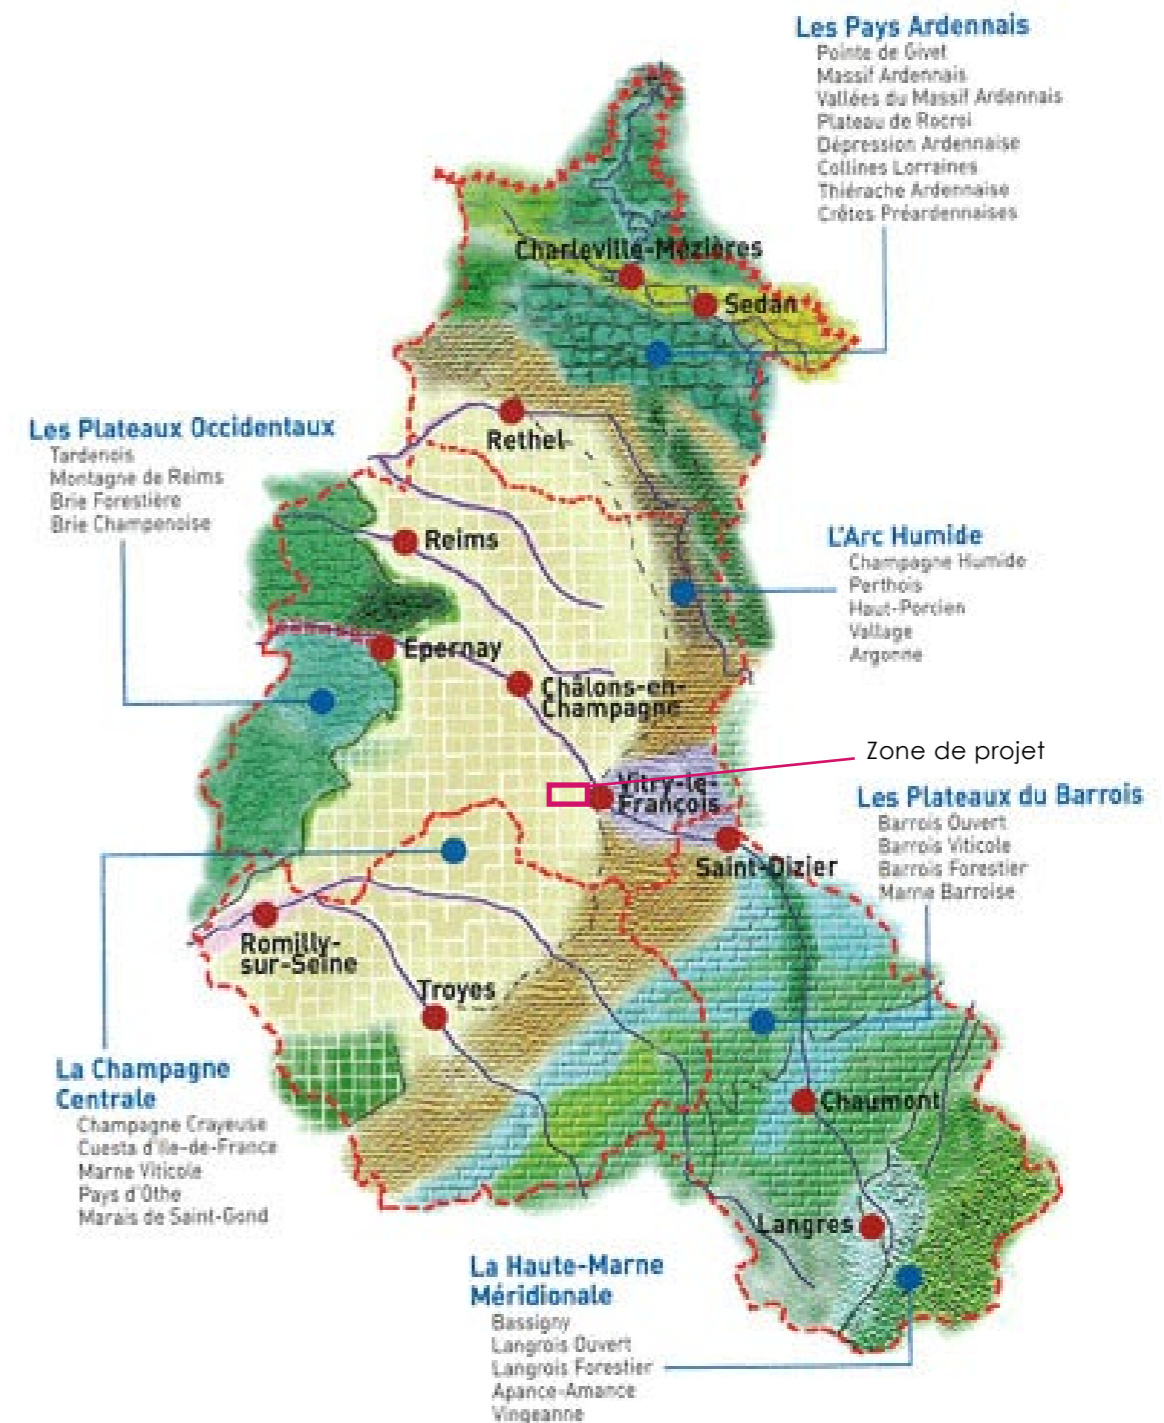 Les Pays Ardennais
Pointe de Givet
Massif Ardennais
Vallées du Massif Ardennais
Plateau de Rocroi
Dépression Ardennaise
Collines Lorraines
Thiérache Ardennaise
Crêtes Préardennaises
Charleville-Mézières
Sedan
Rethel
Les Plateaux Occidentaux
Tardenois
Montagne de Reims
Brie Forestière
Brie Champenoise
Reims
L'Arc Humide
Champagne Humide
Perthois
Haut-Porcien
Vallage
Argonne
Epernay
Châlons-en-
Champagne
Zone de projet
Vitry-le-
François
Les Plateaux du Barrois
Barrois Ouvert
Barrois Viticole
Barrois Forestier
Marne Barroise
Saint-Dizier
Romilly-
sur-Seine
Troyes
La Champagne
Centrale
Champagne Crayeuse
Cuesta d'Ile-de-France
Marne Viticole
Pays d'Othe
Marais de Saint-Gond
Chaumont
Langres
La Haute-Marne
Méridionale
Bassigny
Langrois Ouvert
Langrois Forestier
Apance-Amance
Vingeanne